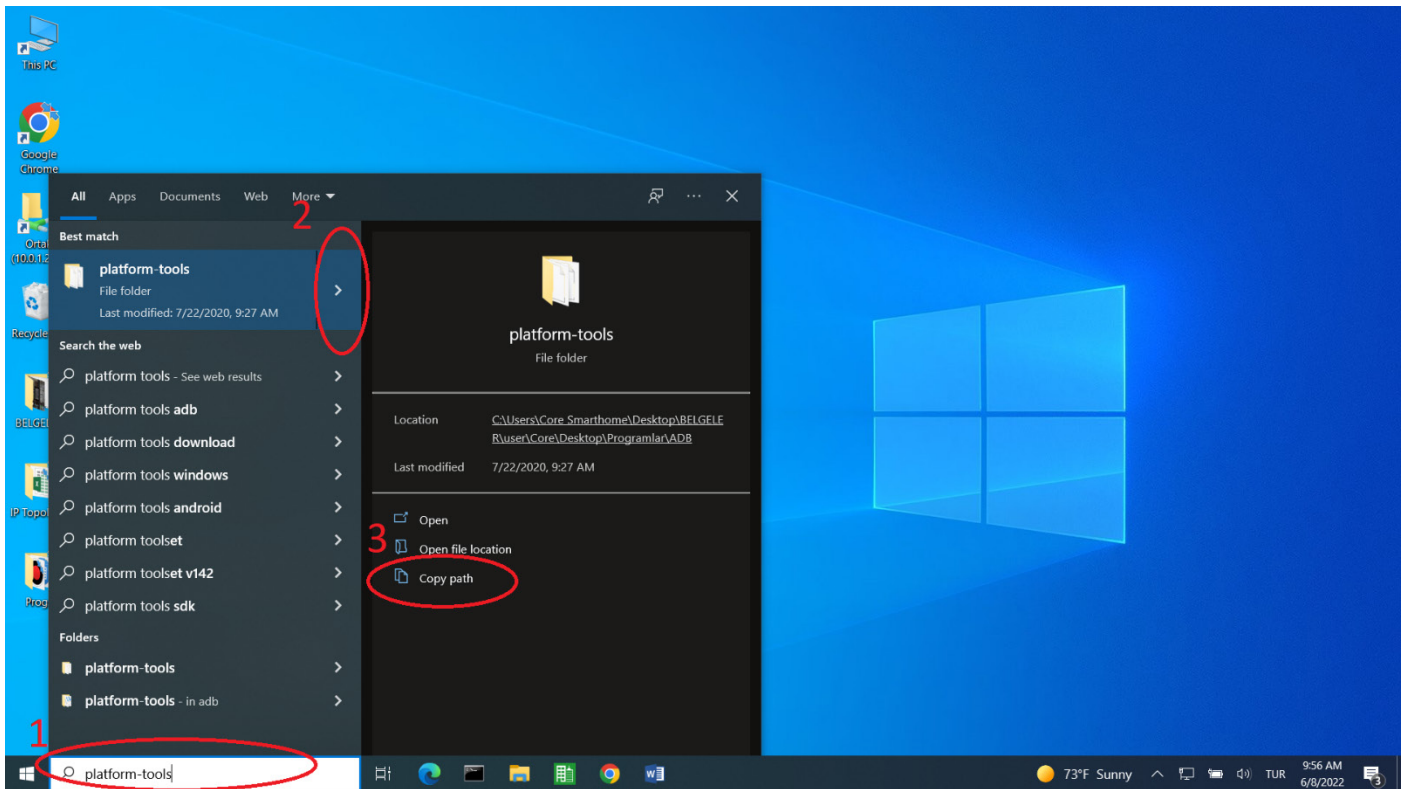 This PC
Google
Chrome
All Apps Documents Web More
2
Best match
platform-tools
File folder
Last modified: 7/22/2020, 9:27 AM
Search the web
platform tools - See web results
platform tools adb
platform tools download
platform tools windows
platform tools android
platform toolset
platform toolset v142
platform tools sdk
Folders
platform-tools
platform-tools - in adb
1
platform-tools
platform-tools
File folder
Location C:\Users\Core Smarthome\Desktop\BELGELE
R\user\Core\Desktop\Programlar\ADB
Last modified 7/22/2020, 9:27 AM
Open
3
Open file location
Copy path
Ortal
(10.0.1.2
Recycle
BELGEL
IP Topol
Prog
73°F Sunny
TUR
9:56 AM
6/8/2022
3